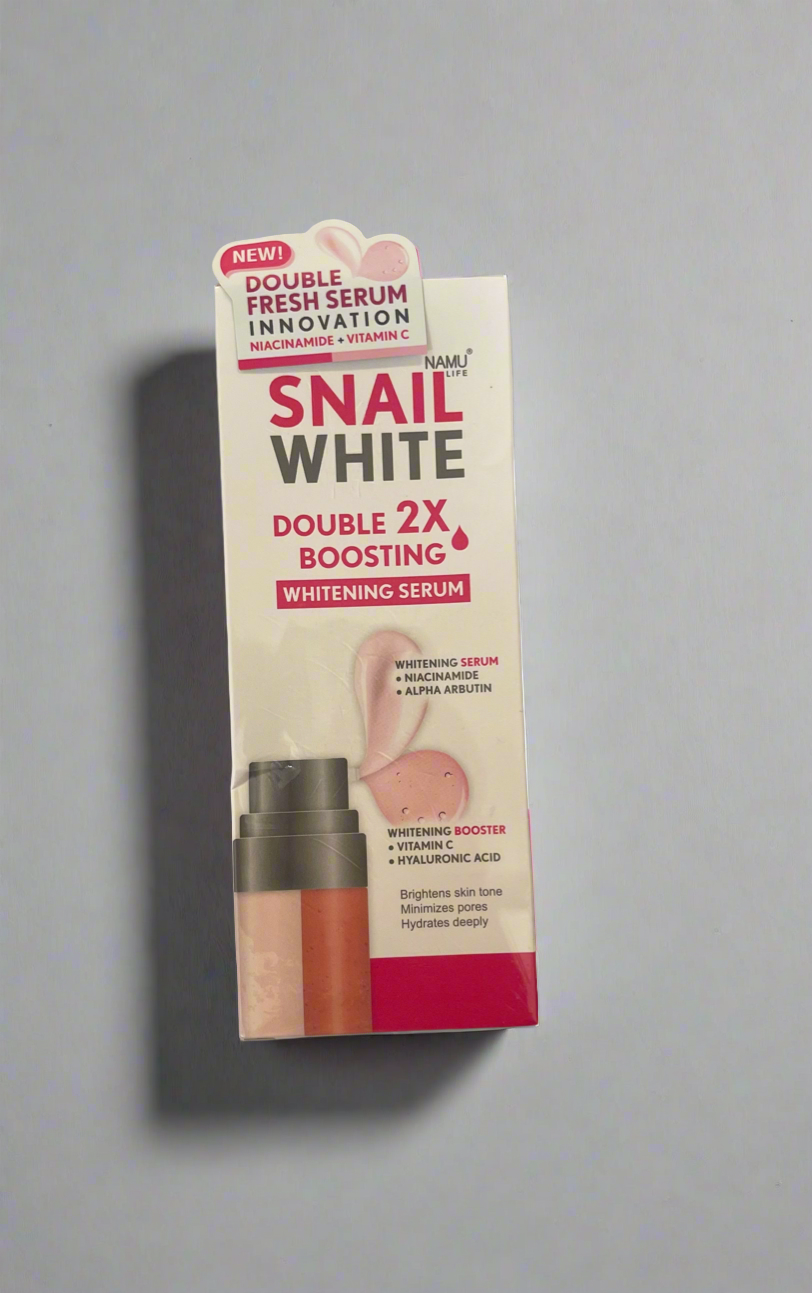 NEW!
DOUBLE
FRESH SERUM
INNOVATION
NIACINAMIDE + VITAMIN C
NAMU®
LIFE
SNAIL
WHITE
DOUBLE 2X
BOOSTING
WHITENING SERUM
WHITENING SERUM
• NIACINAMIDE
• ALPHA ARBUTIN
WHITENING BOOSTER
• VITAMIN C
• HYALURONIC ACID
Brightens skin tone
Minimizes pores
Hydrates deeply